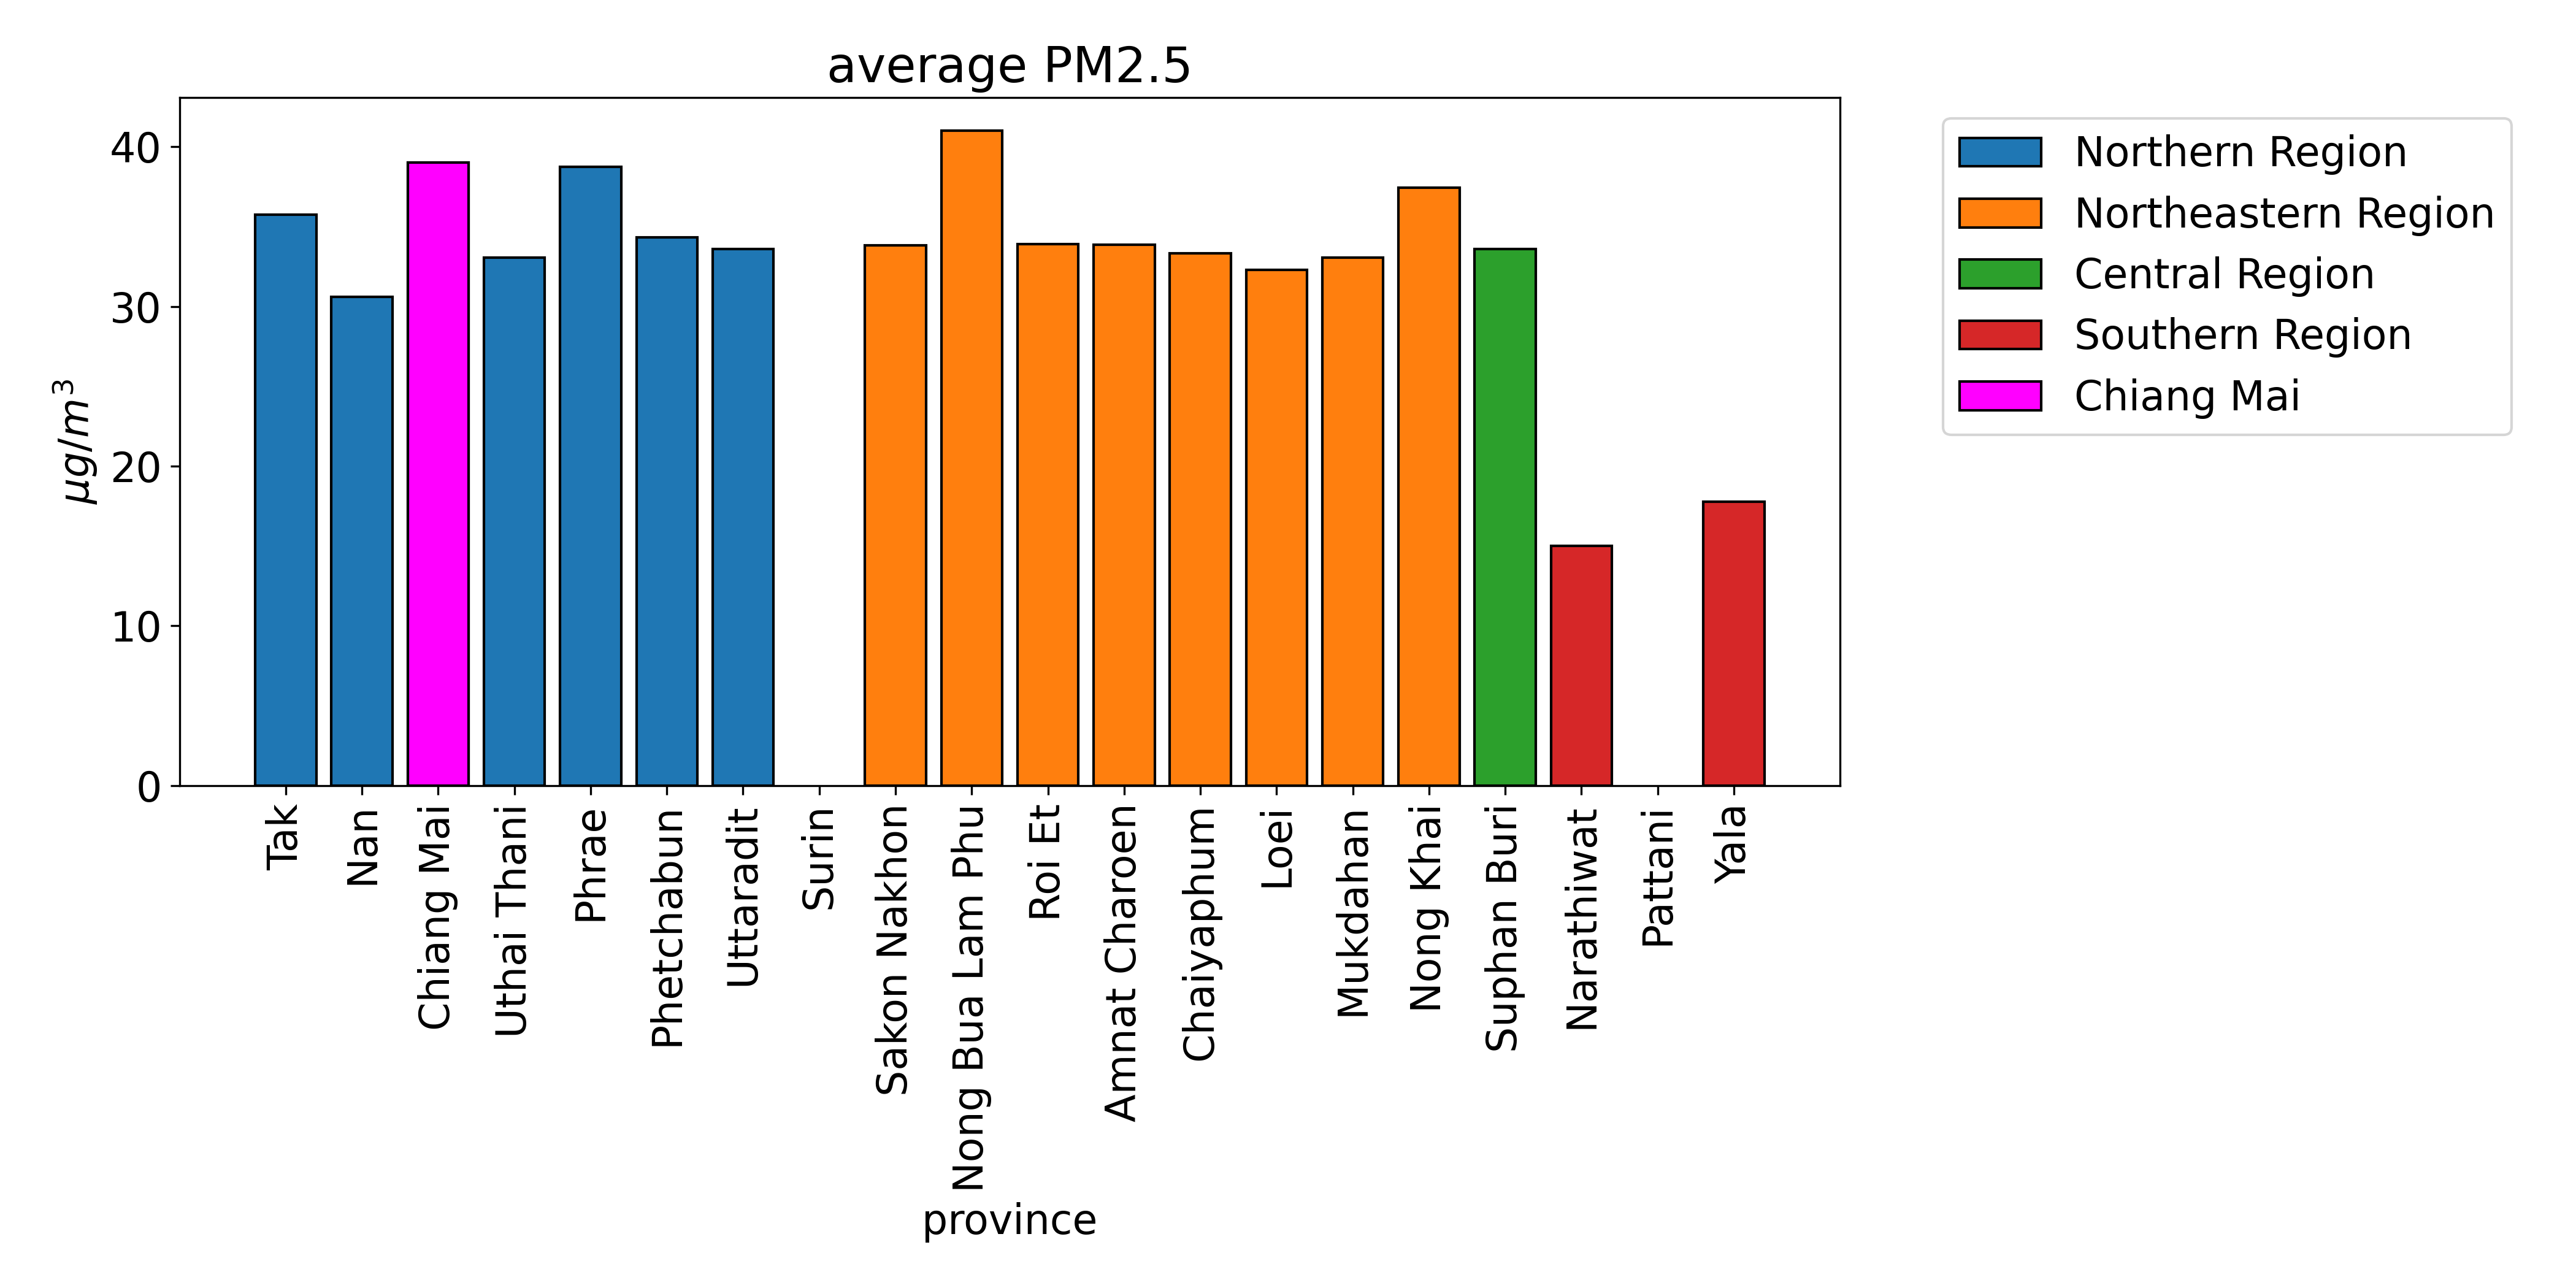 average PM2.5
40
30
20
10
0
μg/m³
Tak
Nan
Chiang Mai
Uthai Thani
Phrae
Phetchabun
Uttaradit
Surin
Sakon Nakhon
Nong Bua Lam Phu
Roi Et
Amnat Charoen
Chaiyaphum
Loei
Mukdahan
Nong Khai
Suphan Buri
Narathiwat
Pattani
Yala
province
Northern Region
Northeastern Region
Central Region
Southern Region
Chiang Mai